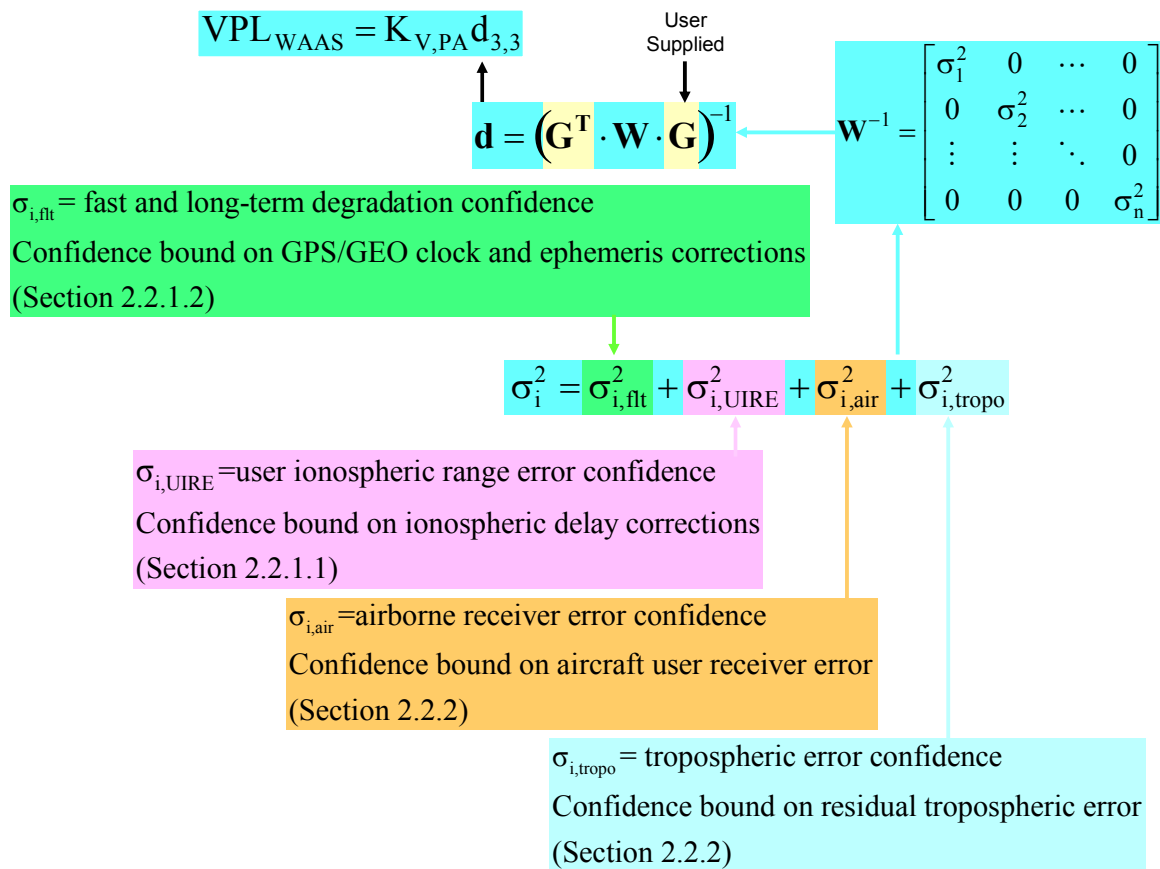 VPL_WAAS = K_V,PA d_3,3
User
Supplied
d = (G^T · W · G)^−1
W^−1 = [σ_1^2 0 ⋯ 0
0 σ_2^2 ⋯ 0
⋮ ⋮ ⋱ 0
0 0 0 σ_n^2]
σ_i,flt = fast and long-term degradation confidence
Confidence bound on GPS/GEO clock and ephemeris corrections
(Section 2.2.1.2)
σ_i^2 = σ_i,flt^2 + σ_i,UIRE^2 + σ_i,air^2 + σ_i,tropo^2
σ_i,UIRE =user ionospheric range error confidence
Confidence bound on ionospheric delay corrections
(Section 2.2.1.1)
σ_i,air =airborne receiver error confidence
Confidence bound on aircraft user receiver error
(Section 2.2.2)
σ_i,tropo = tropospheric error confidence
Confidence bound on residual tropospheric error
(Section 2.2.2)